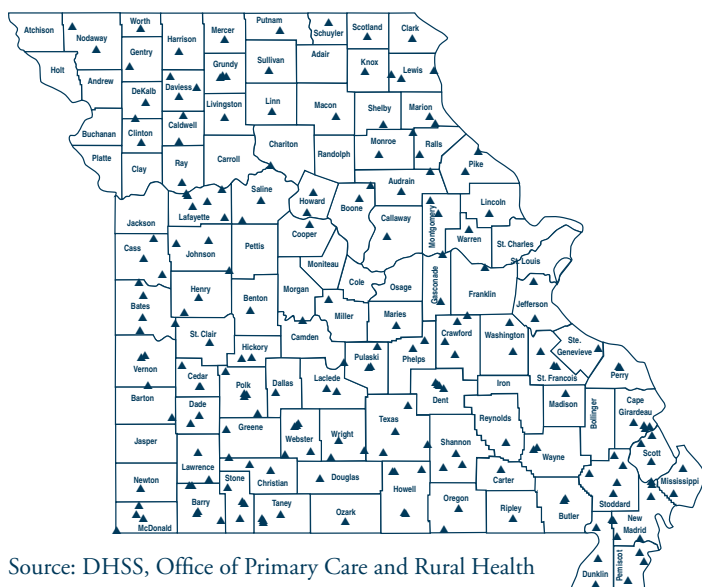 Atchison
Nodaway
Worth
Harrison
Mercer
Putnam
Schuyler
Scotland
Clark
Gentry
Holt
Andrew
Grundy
Sullivan
Adair
Knox
Lewis
DeKalb
Daviess
Livingston
Linn
Macon
Shelby
Marion
Buchanan
Clinton
Caldwell
Chariton
Randolph
Monroe
Ralls
Platte
Clay
Ray
Carroll
Pike
Audrain
Saline
Howard
Boone
Lafayette
Jackson
Callaway
Montgomery
Lincoln
Warren
St. Charles
St. Louis
Cooper
Cass
Johnson
Pettis
Moniteau
Cole
Osage
Gasconade
Franklin
Jefferson
Henry
Benton
Morgan
Miller
Maries
Bates
St. Clair
Camden
Crawford
Washington
Ste.
Genevieve
Hickory
Pulaski
Phelps
Vernon
Cedar
Polk
Dallas
Laclede
Dent
Iron
St. Francois
Perry
Barton
Dade
Madison
Bollinger
Cape
Girardeau
Greene
Texas
Reynolds
Jasper
Webster
Wright
Shannon
Wayne
Scott
Lawrence
Christian
Douglas
Newton
Stone
Carter
Mississippi
Barry
Taney
Howell
Oregon
Ozark
Ripley
Butler
Stoddard
McDonald
New
Madrid
Dunklin
Pemiscot
Source: DHSS, Office of Primary Care and Rural Health